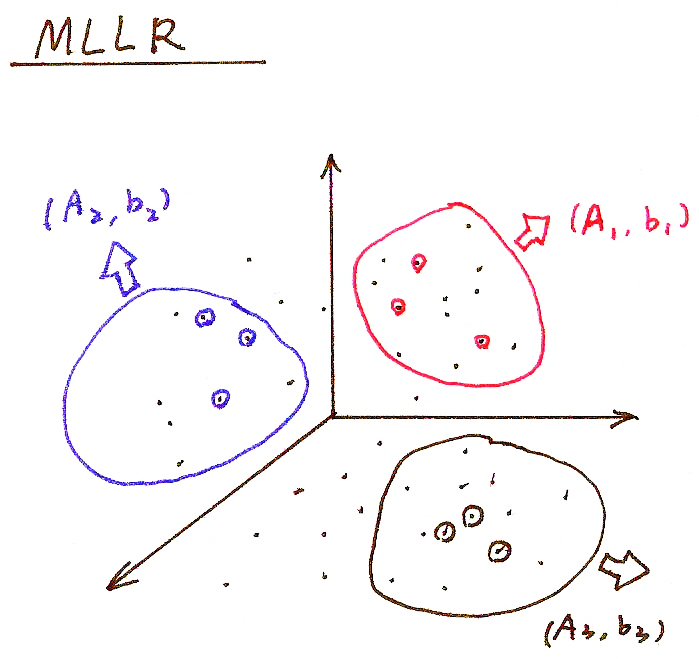 MLLR
(A₂, b₂)
(A₁, b₁)
(A₃, b₃)